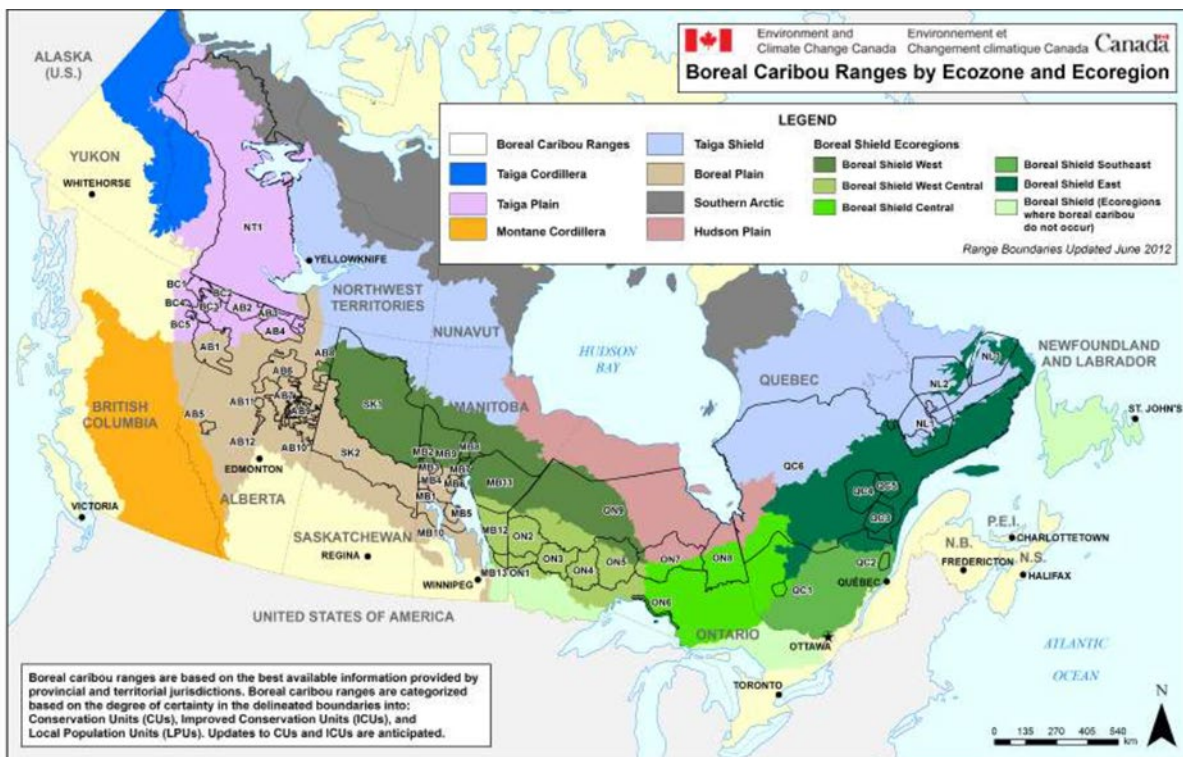 Environment and
Climate Change Canada
Environnement et
Changement climatique Canada
Canada
Boreal Caribou Ranges by Ecozone and Ecoregion
LEGEND
Boreal Caribou Ranges
Taiga Cordillera
Taiga Plain
Montane Cordillera
Taiga Shield
Boreal Plain
Southern Arctic
Hudson Plain
Boreal Shield Ecoregions
Boreal Shield West
Boreal Shield West Central
Boreal Shield Central
Boreal Shield Southeast
Boreal Shield East
Boreal Shield (Ecoregions
where boreal caribou
do not occur)
Range Boundaries Updated June 2012
ALASKA
(U.S.)
YUKON
WHITEHORSE
NT1
YELLOWKNIFE
NORTHWEST
TERRITORIES
NUNAVUT
HUDSON
BAY
BC1
BC2
BC3
BC4
BC5
AB2
AB3
AB4
AB1
AB8
AB6
AB7
AB9
AB11
AB5
AB12
AB10
EDMONTON
BRITISH
COLUMBIA
ALBERTA
VICTORIA
SK1
SK2
SASKATCHEWAN
REGINA
MANITOBA
MB2
MB9
MB8
MB3
MB7
MB4
MB6
MB1
MB11
MB5
MB10
MB12
MB13
WINNIPEG
ON9
ON2
ON3
ON1
ON4
ON5
ON7
ON8
ON6
ONTARIO
QUEBEC
QC6
QC4
QC5
QC3
QC2
QC1
QUÉBEC
OTTAWA
TORONTO
NL3
NL2
NL1
NEWFOUNDLAND
AND LABRADOR
ST. JOHN'S
P.E.I.
CHARLOTTETOWN
N.B.
FREDERICTON
N.S.
HALIFAX
UNITED STATES OF AMERICA
ATLANTIC
OCEAN
Boreal caribou ranges are based on the best available information provided by
provincial and territorial jurisdictions. Boreal caribou ranges are categorized
based on the degree of certainty in the delineated boundaries into:
Conservation Units (CUs), Improved Conservation Units (ICUs), and
Local Population Units (LPUs). Updates to CUs and ICUs are anticipated.
N
0 135 270 405 540
km